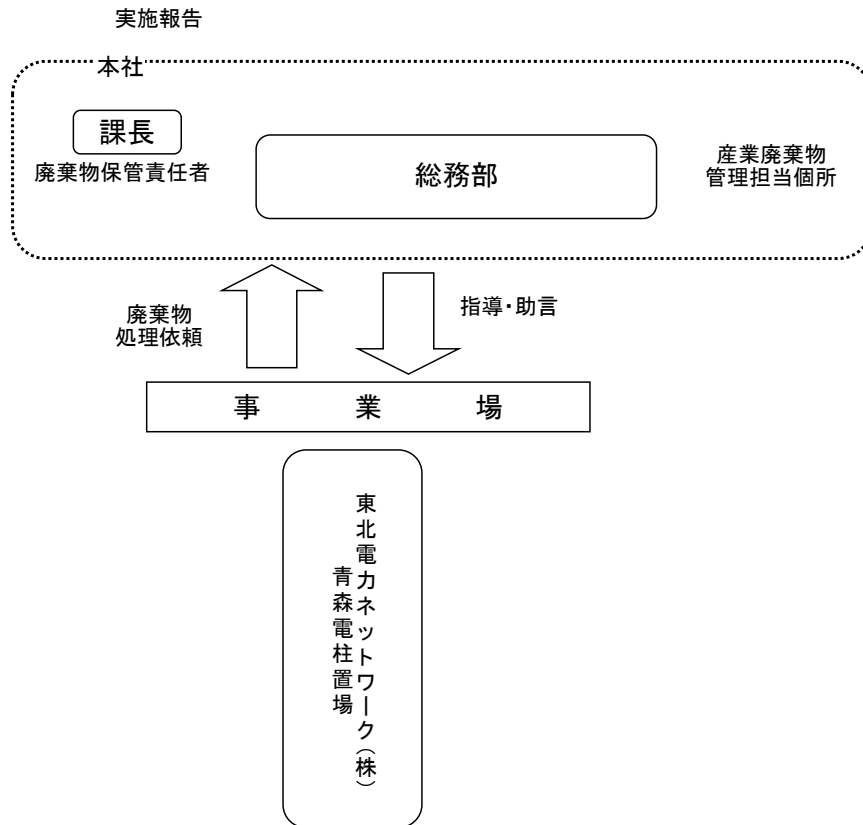 実施報告
本社
課長
廃棄物保管責任者
総務部
産業廃棄物
管理担当個所
廃棄物
処理依頼
指導・助言
事業場
東北電力ネットワーク(株)
青森電柱置場